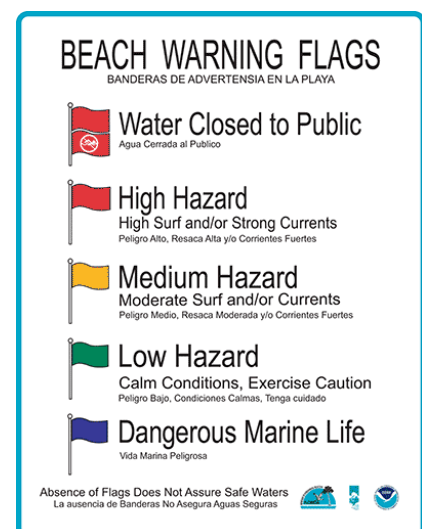 BEACH WARNING FLAGS
BANDERAS DE ADVERTENSIA EN LA PLAYA
Water Closed to Public
Agua Cerrada al Publico
High Hazard
High Surf and/or Strong Currents
Peligro Alto, Resaca Alta y/o Corrientes Fuertes
Medium Hazard
Moderate Surf and/or Currents
Peligro Medio, Resaca Moderada y/o Corrientes Fuertes
Low Hazard
Calm Conditions, Exercise Caution
Peligro Bajo, Condiciones Calmas, Tenga cuidado
Dangerous Marine Life
Vida Marina Peligrosa
Absence of Flags Does Not Assure Safe Waters
La ausencia de Banderas No Asegura Aguas Seguras